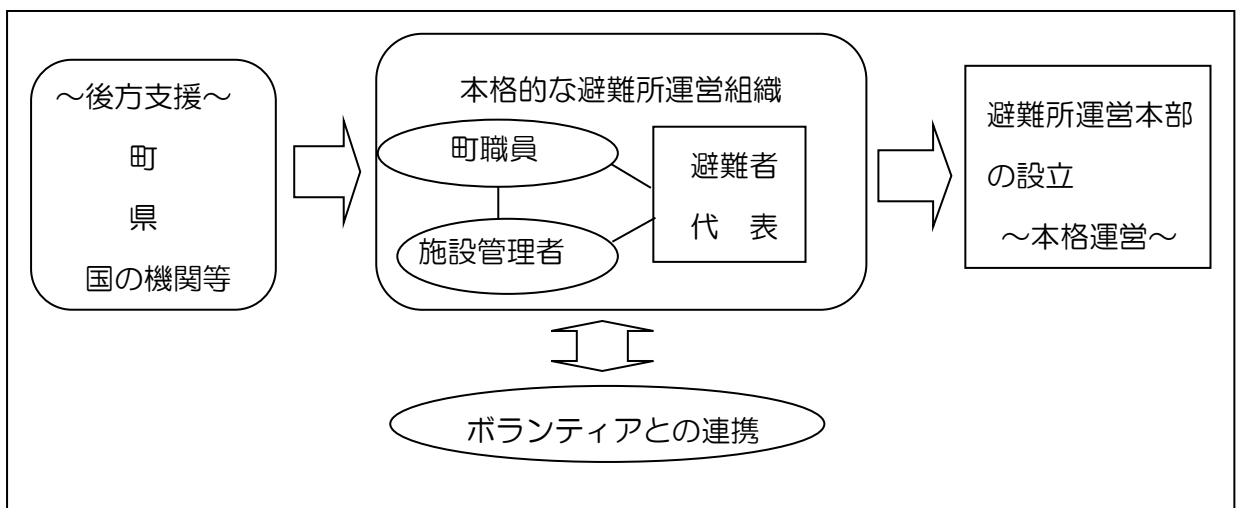 ～後方支援～
町
県
国の機関等
本格的な避難所運営組織
町職員
施設管理者
避難者
代　表
避難所運営本部
の設立
～本格運営～
ボランティアとの連携